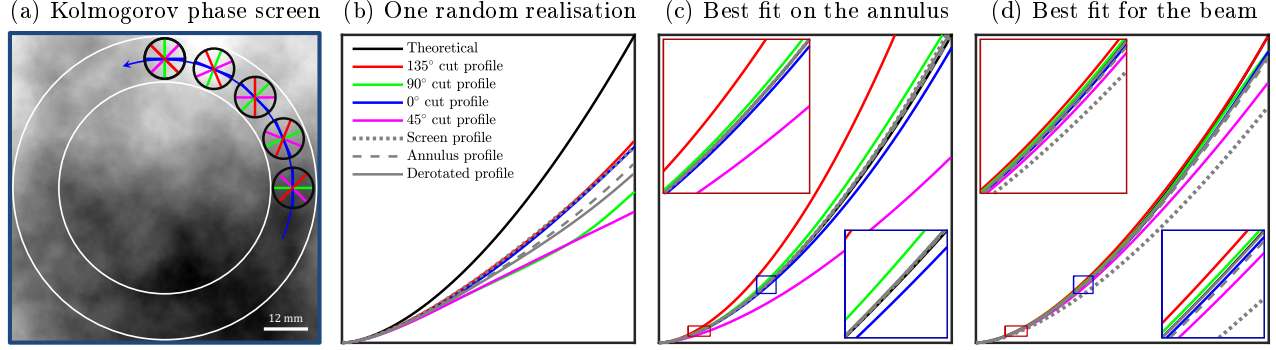 (a) Kolmogorov phase screen
12 mm
(b) One random realisation
Theoretical
135° cut profile
90° cut profile
0° cut profile
45° cut profile
Screen profile
Annulus profile
Derotated profile
(c) Best fit on the annulus
(d) Best fit for the beam